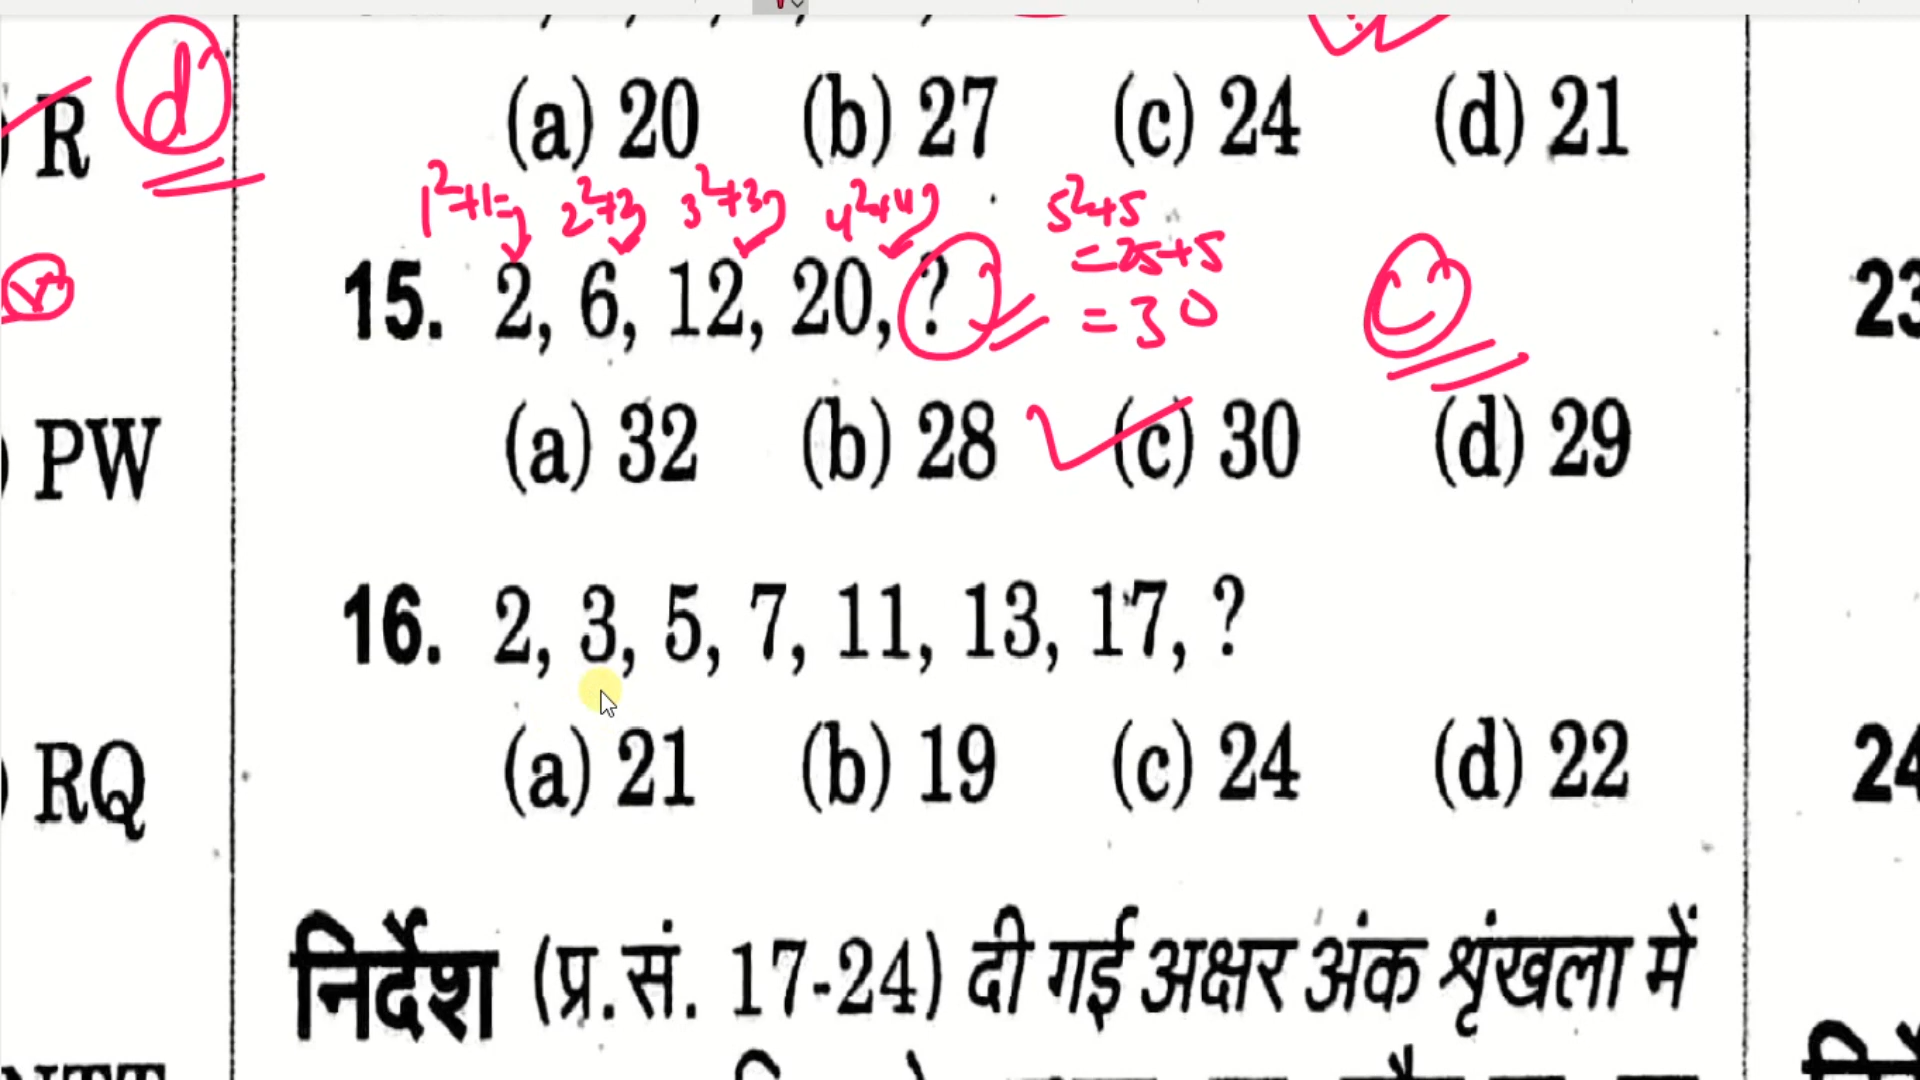 R
d
(a) 20 (b) 27 (c) 24 (d) 21
1²+1= 3²+3 4²+4 5²+5
=25+5
=30
15. 2, 6, 12, 20, ?
23
PW
(a) 32 (b) 28 (c) 30 (d) 29
16. 2, 3, 5, 7, 11, 13, 17, ?
RQ
(a) 21 (b) 19 (c) 24 (d) 22
24
निर्देश (प्र.सं. 17-24) दी गई अक्षर अंक श्रृंखला में